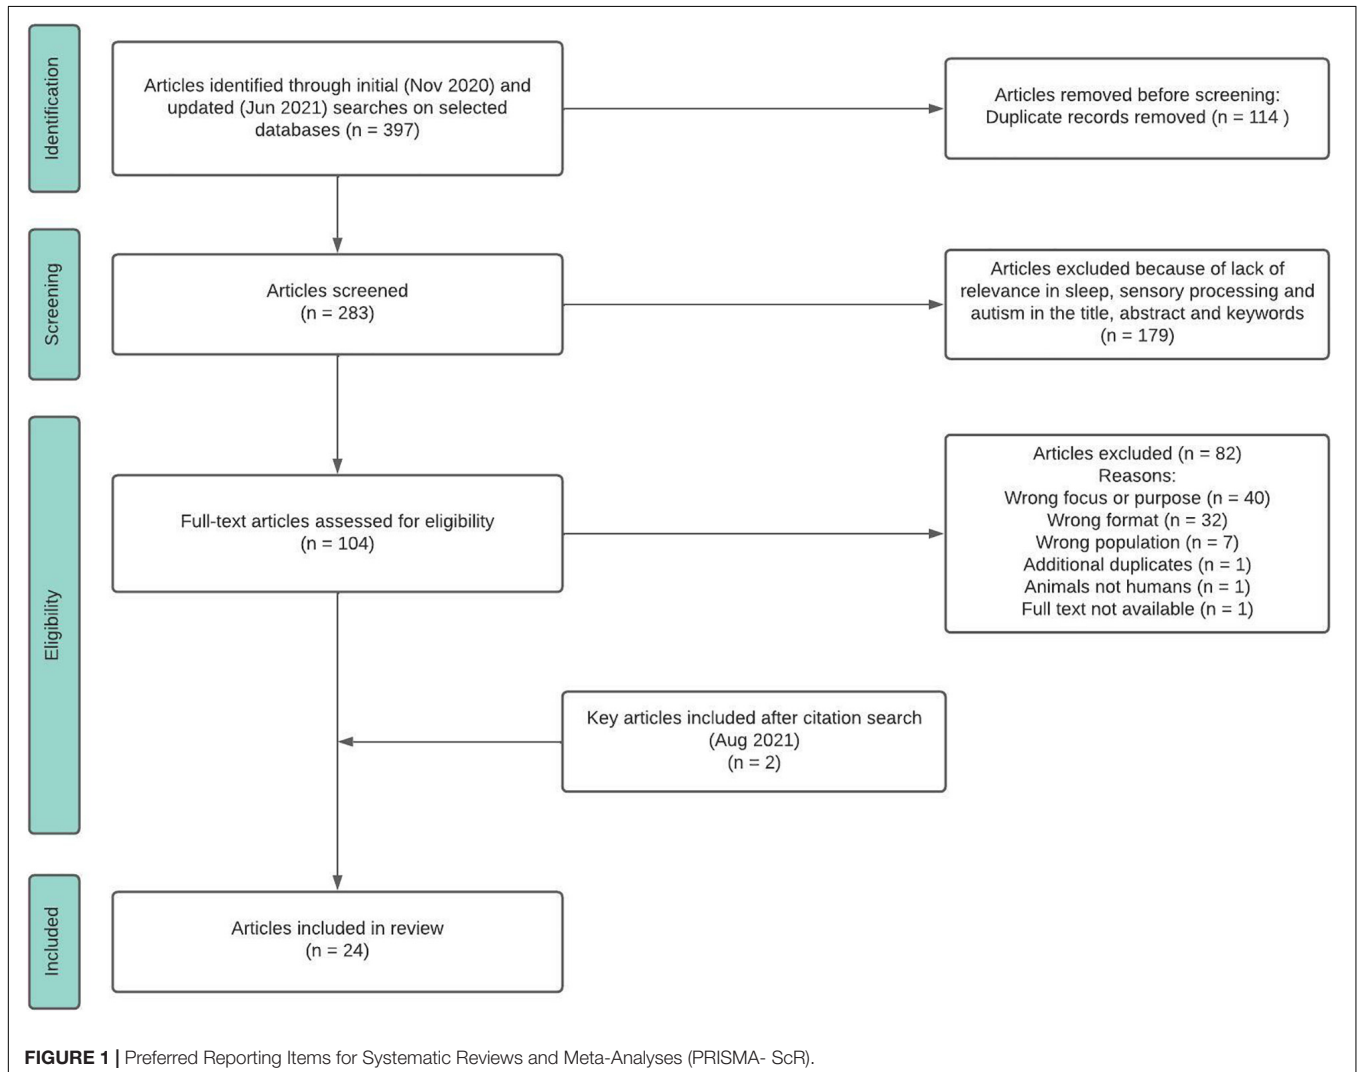 Identification
Articles identified through initial (Nov 2020) and
updated (Jun 2021) searches on selected
databases (n = 397)
Articles removed before screening:
Duplicate records removed (n = 114 )
Screening
Articles screened
(n = 283)
Articles excluded because of lack of
relevance in sleep, sensory processing and
autism in the title, abstract and keywords
(n = 179)
Eligibility
Full-text articles assessed for eligibility
(n = 104)
Articles excluded (n = 82)
Reasons:
Wrong focus or purpose (n = 40)
Wrong format (n = 32)
Wrong population (n = 7)
Additional duplicates (n = 1)
Animals not humans (n = 1)
Full text not available (n = 1)
Key articles included after citation search
(Aug 2021)
(n = 2)
Included
Articles included in review
(n = 24)
FIGURE 1 | Preferred Reporting Items for Systematic Reviews and Meta-Analyses (PRISMA- ScR).